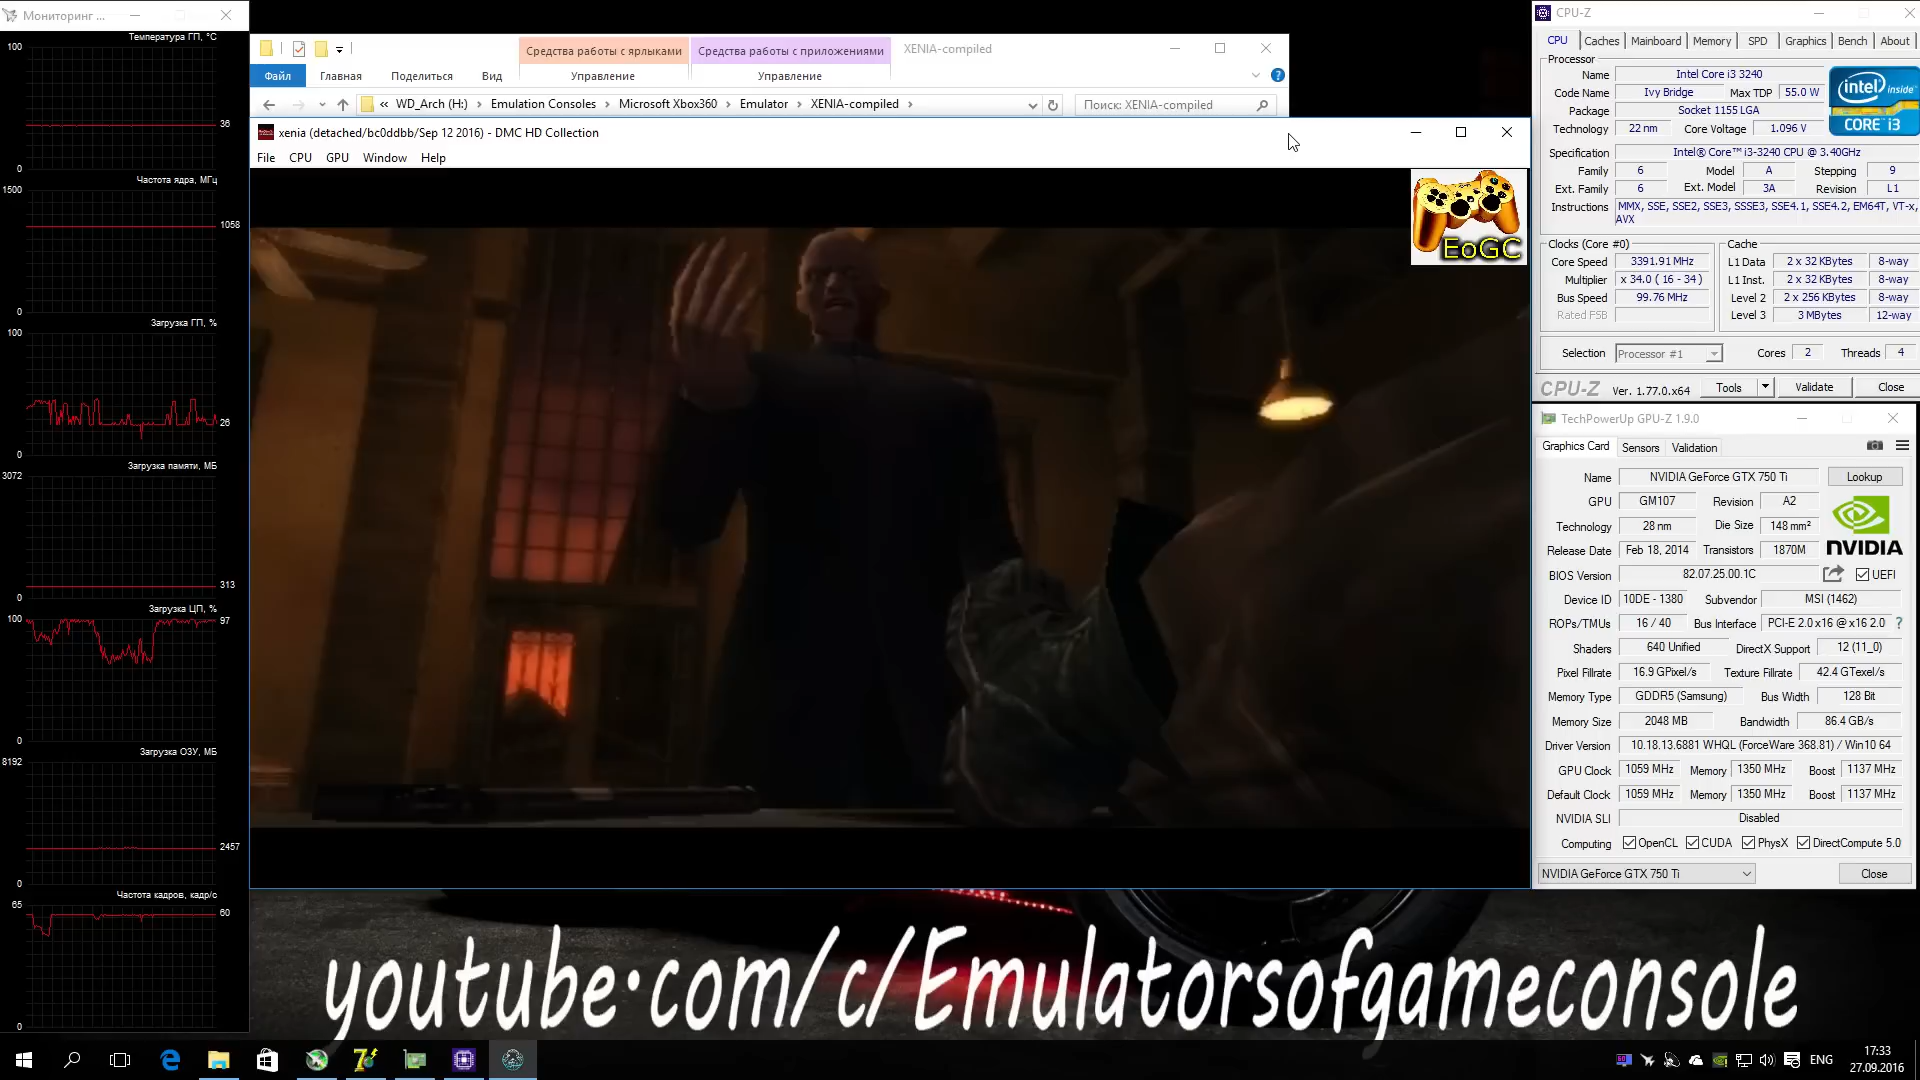 Мониторинг ...
Температура ГП, °C
100
36
0
Частота ядра, МГц
1500
1058
0
Загрузка ГП, %
100
26
0
Загрузка памяти, МБ
3072
313
0
Загрузка ЦП, %
100
97
0
Загрузка ОЗУ, МБ
8192
2457
0
Частота кадров, кадр/с
65
60
0
Средства работы с ярлыками
Средства работы с приложениями
XENIA-compiled
Файл
Главная
Поделиться
Вид
Управление
Управление
« WD_Arch (H:) > Emulation Consoles > Microsoft Xbox360 > Emulator > XENIA-compiled >
Поиск: XENIA-compiled
xenia (detached/bc0ddbb/Sep 12 2016) - DMC HD Collection
File CPU GPU Window Help
EoGC
CPU-Z
CPU Caches Mainboard Memory SPD Graphics Bench About
Processor
Name Intel Core i3 3240
Code Name Ivy Bridge Max TDP 55.0 W
Package Socket 1155 LGA
Technology 22 nm Core Voltage 1.096 V
intel inside™
CORE i3
Specification Intel® Core™ i3-3240 CPU @ 3.40GHz
Family 6 Model A Stepping 9
Ext. Family 6 Ext. Model 3A Revision L1
Instructions MMX, SSE, SSE2, SSE3, SSSE3, SSE4.1, SSE4.2, EM64T, VT-x,
AVX
Clocks (Core #0)
Core Speed 3391.91 MHz
Multiplier x 34.0 ( 16 - 34 )
Bus Speed 99.76 MHz
Rated FSB
Cache
L1 Data 2 x 32 KBytes 8-way
L1 Inst. 2 x 32 KBytes 8-way
Level 2 2 x 256 KBytes 8-way
Level 3 3 MBytes 12-way
Selection Processor #1 Cores 2 Threads 4
CPU-Z Ver. 1.77.0.x64 Tools Validate Close
TechPowerUp GPU-Z 1.9.0
Graphics Card Sensors Validation
Name NVIDIA GeForce GTX 750 Ti Lookup
GPU GM107 Revision A2
Technology 28 nm Die Size 148 mm²
Release Date Feb 18, 2014 Transistors 1870M
NVIDIA
BIOS Version 82.07.25.00.1C UEFI
Device ID 10DE - 1380 Subvendor MSI (1462)
ROPs/TMUs 16 / 40 Bus Interface PCI-E 2.0 x16 @ x16 2.0 ?
Shaders 640 Unified DirectX Support 12 (11_0)
Pixel Fillrate 16.9 GPixel/s Texture Fillrate 42.4 GTexel/s
Memory Type GDDR5 (Samsung) Bus Width 128 Bit
Memory Size 2048 MB Bandwidth 86.4 GB/s
Driver Version 10.18.13.6881 WHQL (ForceWare 368.81) / Win10 64
GPU Clock 1059 MHz Memory 1350 MHz Boost 1137 MHz
Default Clock 1059 MHz Memory 1350 MHz Boost 1137 MHz
NVIDIA SLI Disabled
Computing OpenCL CUDA PhysX DirectCompute 5.0
NVIDIA GeForce GTX 750 Ti Close
youtube.com/c/Emulatorsofgameconsole
ENG
17:33
27.09.2016